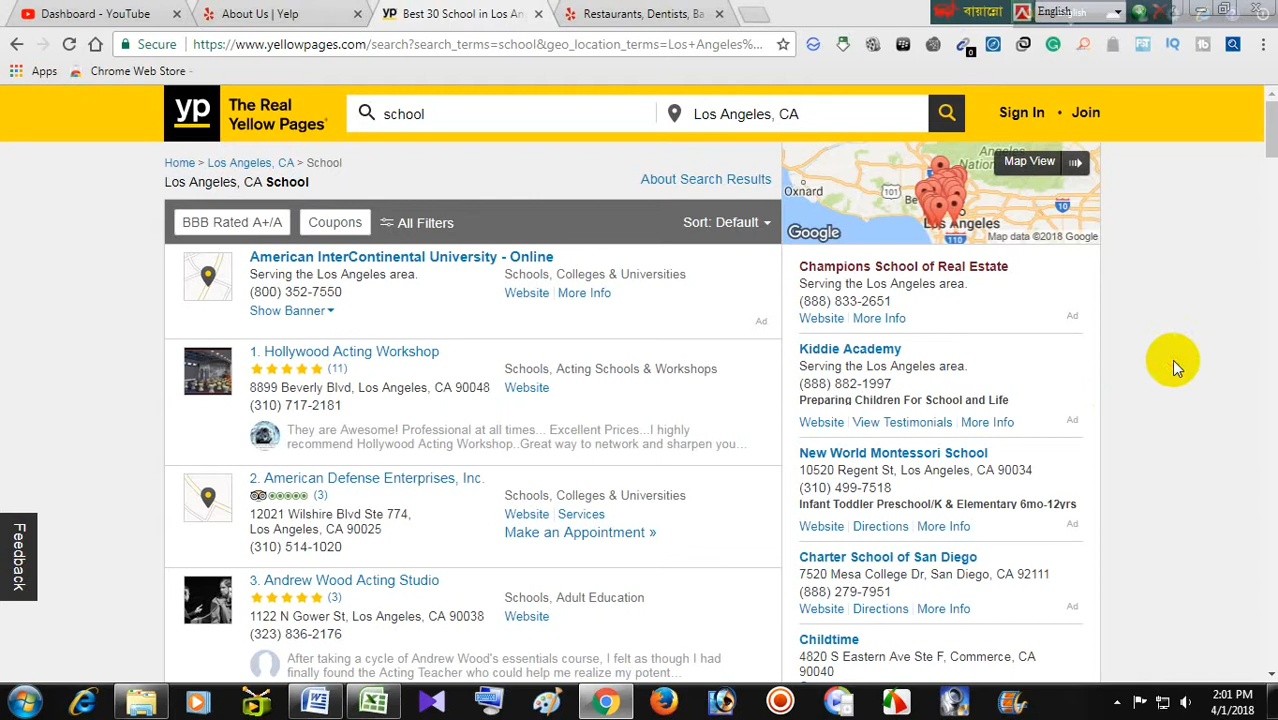 Dashboard - YouTube
About Us | Yelp
Best 30 School in Los An
Restaurants, Dentists, Ba
বায়ান্নো
English
Secure
https://www.yellowpages.com/search?search_terms=school&geo_location_terms=Los+Angeles%...
0
Apps
Chrome Web Store
yp
The Real
Yellow Pages
school
Los Angeles, CA
Sign In • Join
Home > Los Angeles, CA > School
Los Angeles, CA School
About Search Results
BBB Rated A+/A
Coupons
All Filters
Sort: Default
Map View
Oxnard
Angeles
Los Angeles
101
10
10
110
Google
Map data ©2018 Google
American InterContinental University - Online
Serving the Los Angeles area.
(800) 352-7550
Show Banner
Schools, Colleges & Universities
Website | More Info
Ad
1. Hollywood Acting Workshop
(11)
8899 Beverly Blvd, Los Angeles, CA 90048
(310) 717-2181
Schools, Acting Schools & Workshops
Website
They are Awesome! Professional at all times... Excellent Prices...I highly
recommend Hollywood Acting Workshop..Great way to network and sharpen you...
2. American Defense Enterprises, Inc.
(3)
12021 Wilshire Blvd Ste 774,
Los Angeles, CA 90025
(310) 514-1020
Schools, Colleges & Universities
Website | Services
Make an Appointment »
3. Andrew Wood Acting Studio
(3)
1122 N Gower St, Los Angeles, CA 90038
(323) 836-2176
Schools, Adult Education
Website
After taking a cycle of Andrew Wood's essentials course, I felt as though I had
finally found the Acting Teacher who could help me realize my potent...
Champions School of Real Estate
Serving the Los Angeles area.
(888) 833-2651
Website | More Info
Ad
Kiddie Academy
Serving the Los Angeles area.
(888) 882-1997
Preparing Children For School and Life
Website | View Testimonials | More Info
Ad
New World Montessori School
10520 Regent St, Los Angeles, CA 90034
(310) 499-7518
Infant Toddler Preschool/K & Elementary 6mo-12yrs
Website | Directions | More Info
Ad
Charter School of San Diego
7520 Mesa College Dr, San Diego, CA 92111
(888) 279-7951
Website | Directions | More Info
Ad
Childtime
4820 S Eastern Ave Ste F, Commerce, CA
90040
Feedback
2:01 PM
4/1/2018